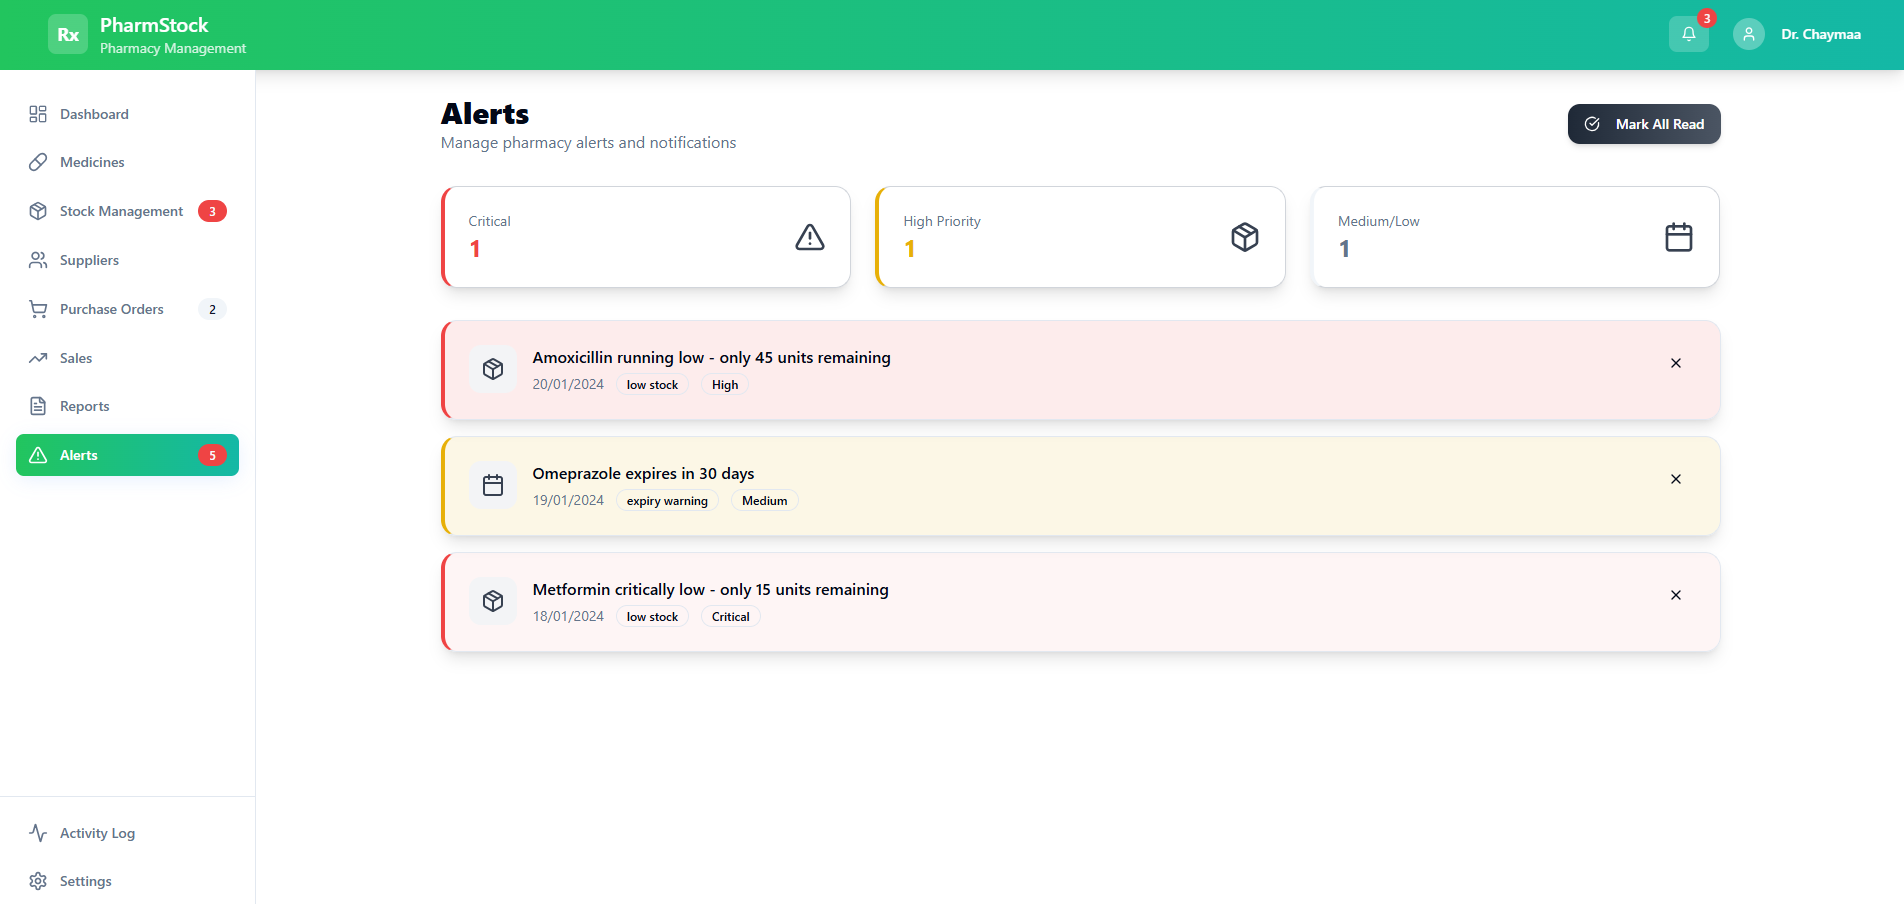 Rx
PharmStock
Pharmacy Management
3
Dr. Chaymaa
Dashboard
Medicines
Stock Management 3
Suppliers
Purchase Orders 2
Sales
Reports
Alerts 5
Activity Log
Settings
Alerts
Manage pharmacy alerts and notifications
Mark All Read
Critical
1
High Priority
1
Medium/Low
1
Amoxicillin running low - only 45 units remaining
20/01/2024 low stock High
Omeprazole expires in 30 days
19/01/2024 expiry warning Medium
Metformin critically low - only 15 units remaining
18/01/2024 low stock Critical